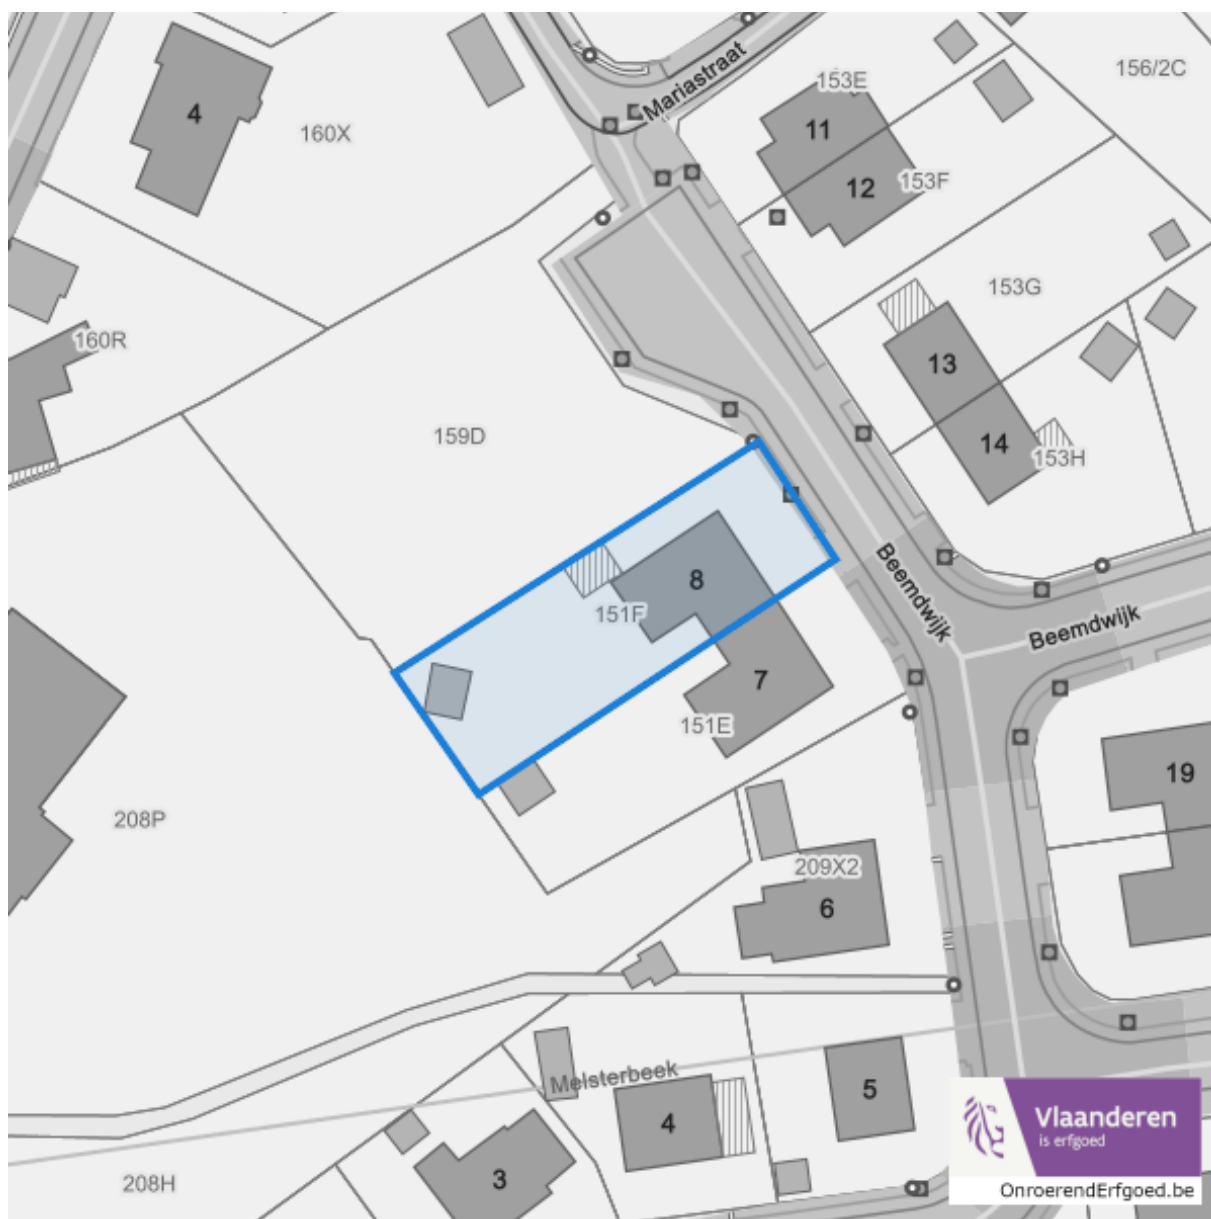 Mariastraat
153E
156/2C
4
160X
11
12
153F
153G
160R
13
159D
14
153H
8
Beemdwijk
Beemdwijk
151F
7
151E
19
208P
209X2
6
Melsterbeek
5
4
3
208H
Vlaanderen
is erfgoed
OnroerendErfgoed.be